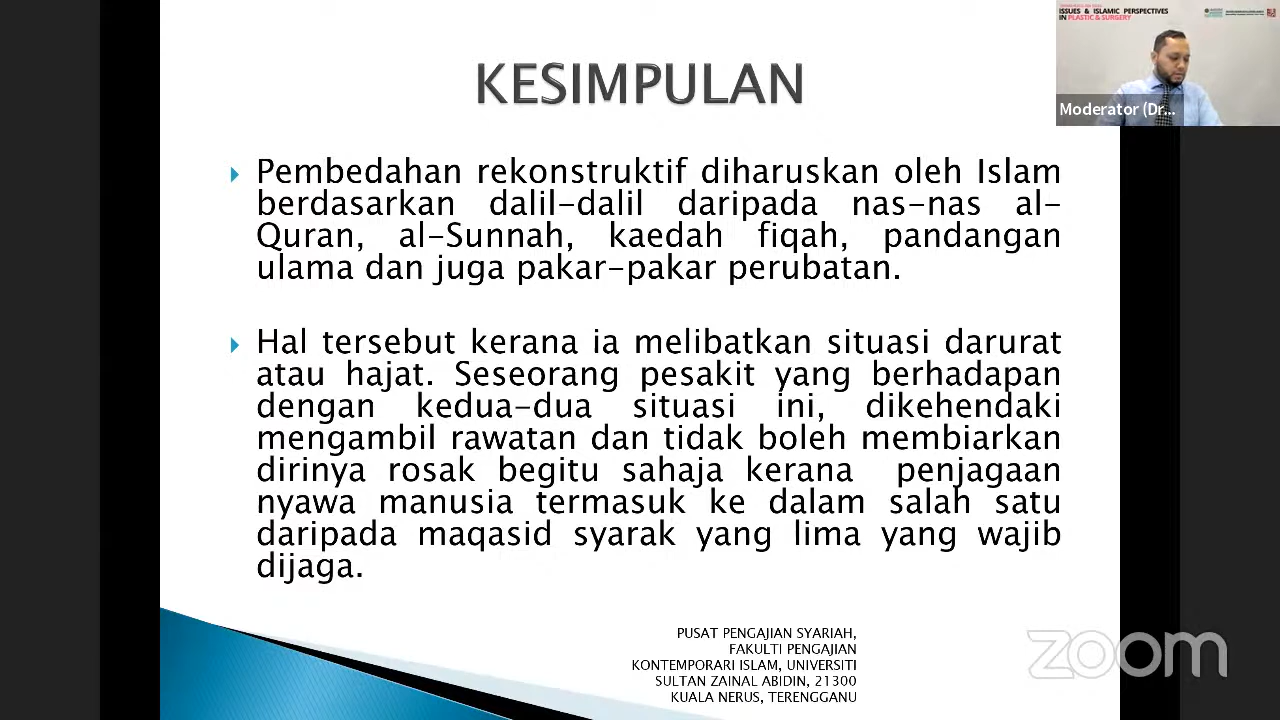 KESIMPULAN
Pembedahan rekonstruktif diharuskan oleh Islam
berdasarkan dalil-dalil daripada nas-nas al-
Quran, al-Sunnah, kaedah fiqah, pandangan
ulama dan juga pakar-pakar perubatan.
Hal tersebut kerana ia melibatkan situasi darurat
atau hajat. Seseorang pesakit yang berhadapan
dengan kedua-dua situasi ini, dikehendaki
mengambil rawatan dan tidak boleh membiarkan
dirinya rosak begitu sahaja kerana penjagaan
nyawa manusia termasuk ke dalam salah satu
daripada maqasid syarak yang lima yang wajib
dijaga.
PUSAT PENGAJIAN SYARIAH,
FAKULTI PENGAJIAN
KONTEMPORARI ISLAM, UNIVERSITI
SULTAN ZAINAL ABIDIN, 21300
KUALA NERUS, TERENGGANU
ISSUES & ISLAMIC PERSPECTIVES
IN PLASTIC & SURGERY
Moderator (Dr...
zoom